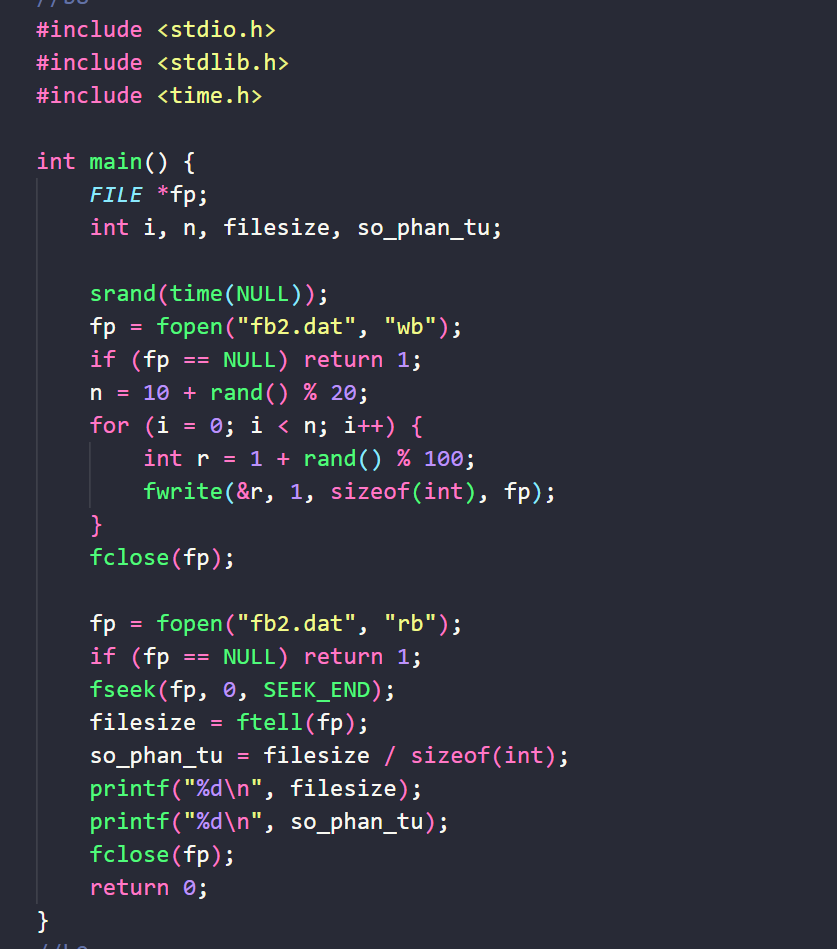 #include <stdio.h>
#include <stdlib.h>
#include <time.h>

int main() {
    FILE *fp;
    int i, n, filesize, so_phan_tu;

    srand(time(NULL));
    fp = fopen("fb2.dat", "wb");
    if (fp == NULL) return 1;
    n = 10 + rand() % 20;
    for (i = 0; i < n; i++) {
        int r = 1 + rand() % 100;
        fwrite(&r, 1, sizeof(int), fp);
    }
    fclose(fp);

    fp = fopen("fb2.dat", "rb");
    if (fp == NULL) return 1;
    fseek(fp, 0, SEEK_END);
    filesize = ftell(fp);
    so_phan_tu = filesize / sizeof(int);
    printf("%d\n", filesize);
    printf("%d\n", so_phan_tu);
    fclose(fp);
    return 0;
}